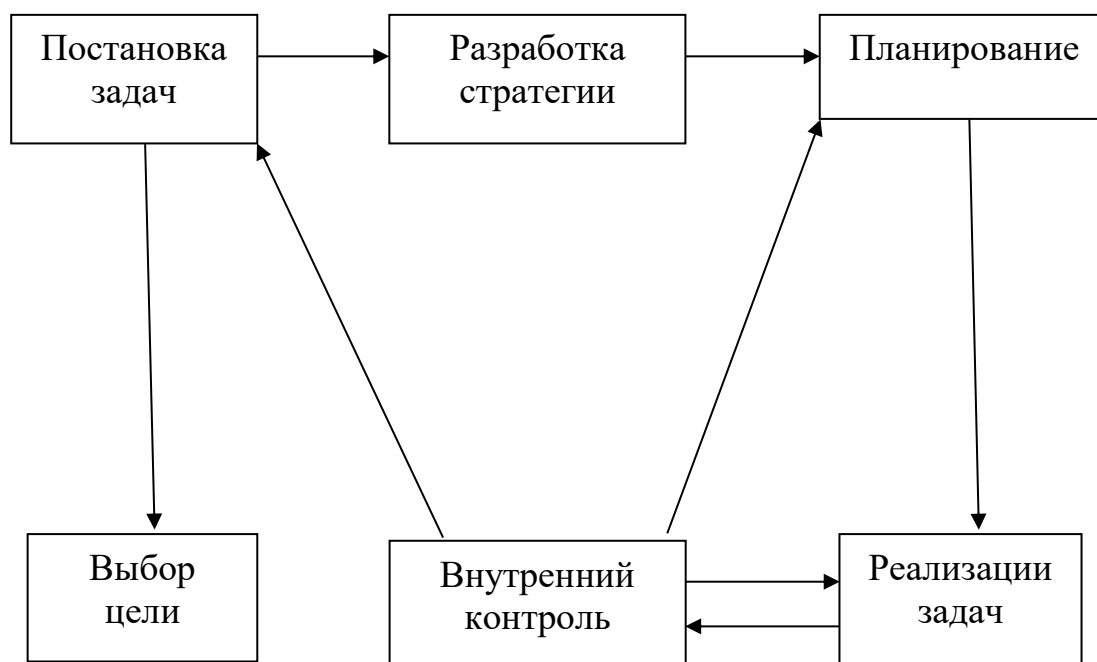 Постановка
задач
Разработка
стратегии
Планирование
Выбор
цели
Внутренний
контроль
Реализации
задач